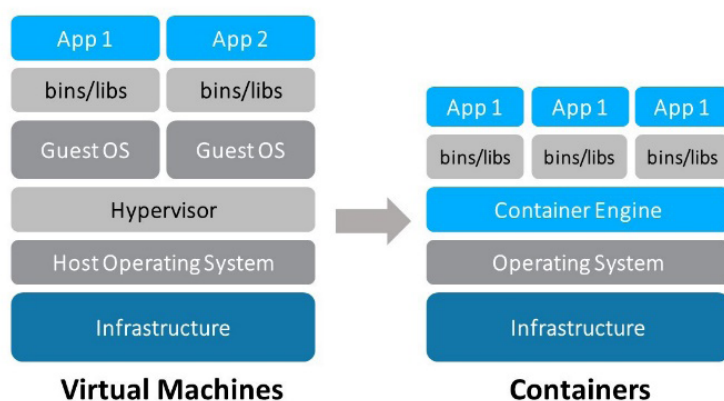 App 1 App 2
bins/libs bins/libs
Guest OS Guest OS
Hypervisor
Host Operating System
Infrastructure
Virtual Machines
App 1 App 1 App 1
bins/libs bins/libs bins/libs
Container Engine
Operating System
Infrastructure
Containers